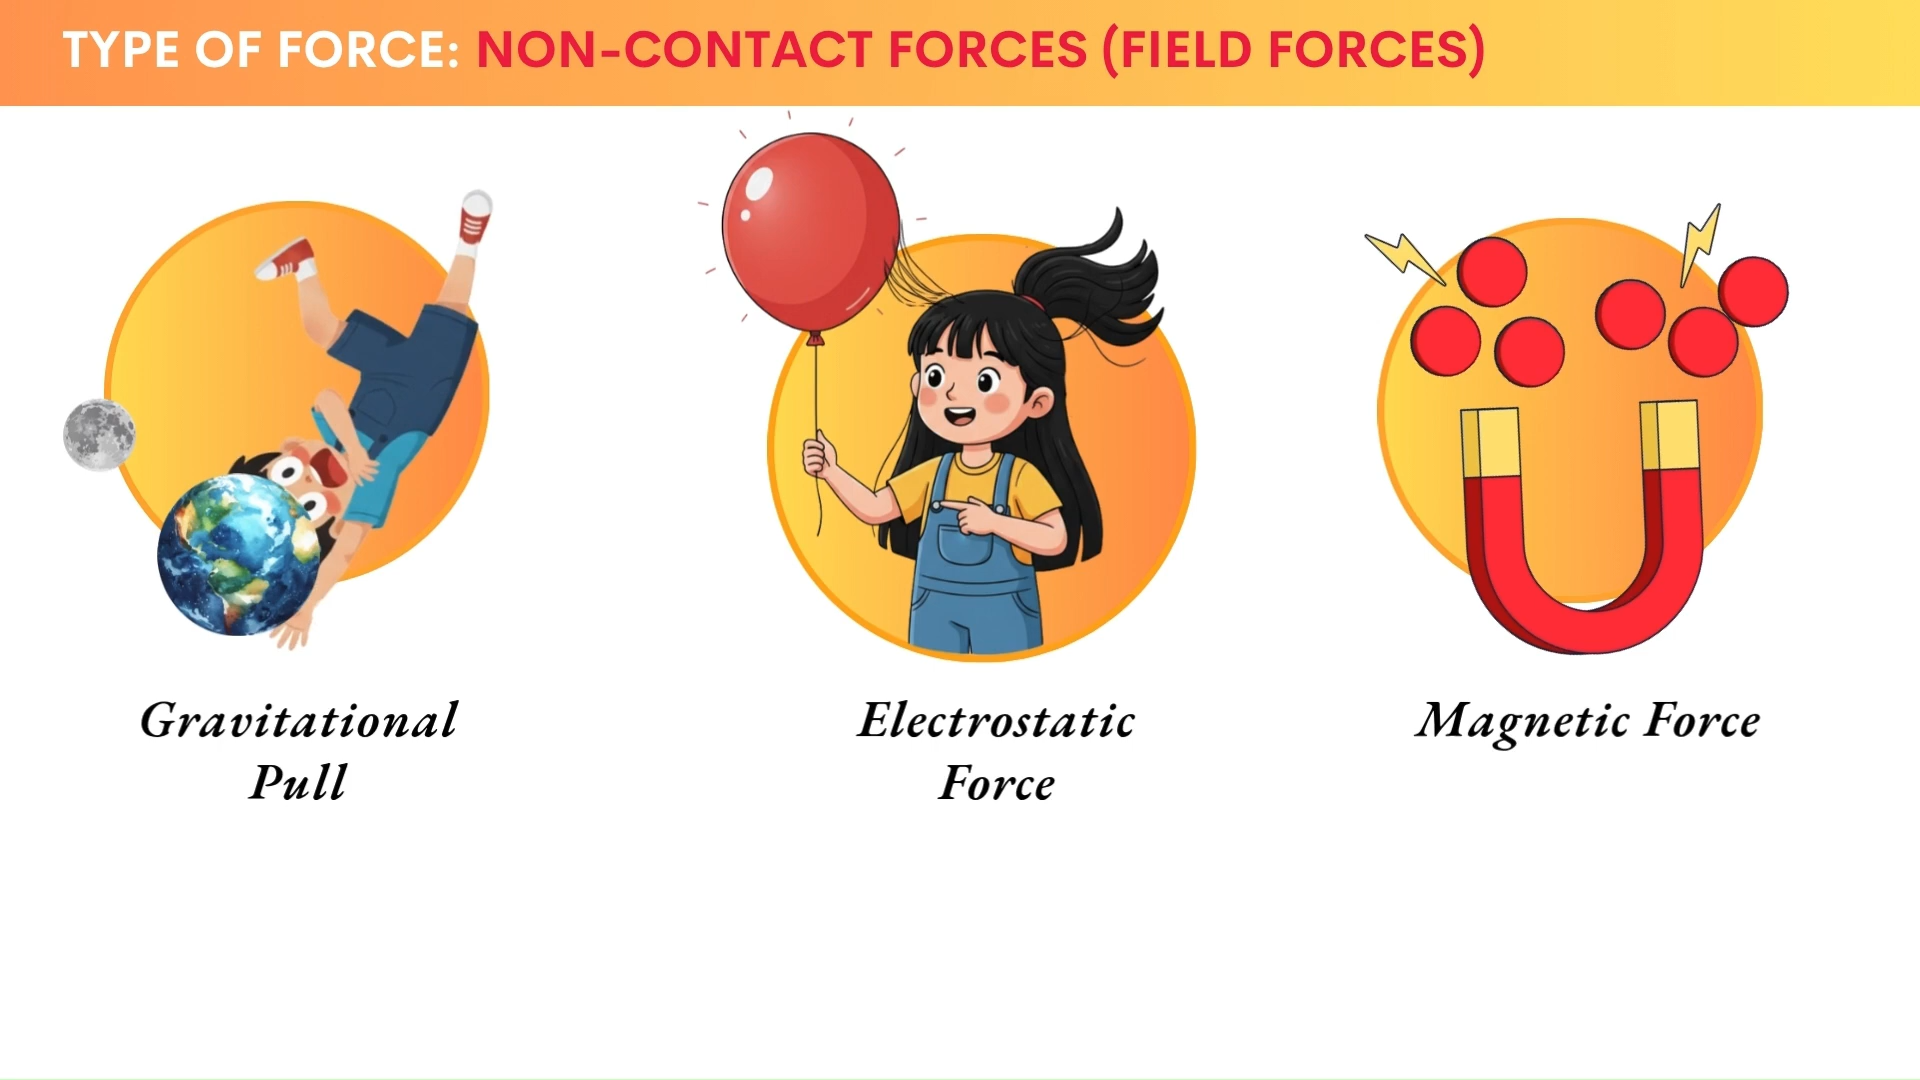 TYPE OF FORCE: NON-CONTACT FORCES (FIELD FORCES)
Gravitational
Pull
Electrostatic
Force
Magnetic Force